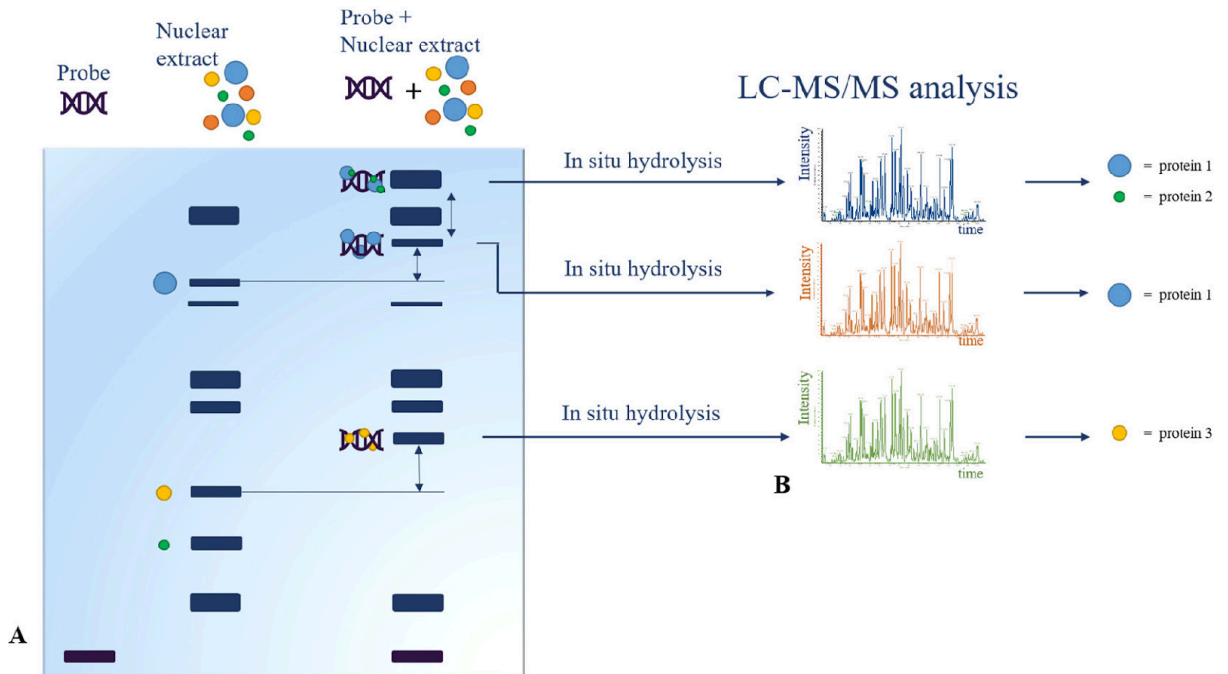 Probe
Nuclear
extract
Probe +
Nuclear extract
+
LC-MS/MS analysis
In situ hydrolysis
Intensity
time
= protein 1
= protein 2
In situ hydrolysis
Intensity
time
= protein 1
In situ hydrolysis
Intensity
time
= protein 3
A
B